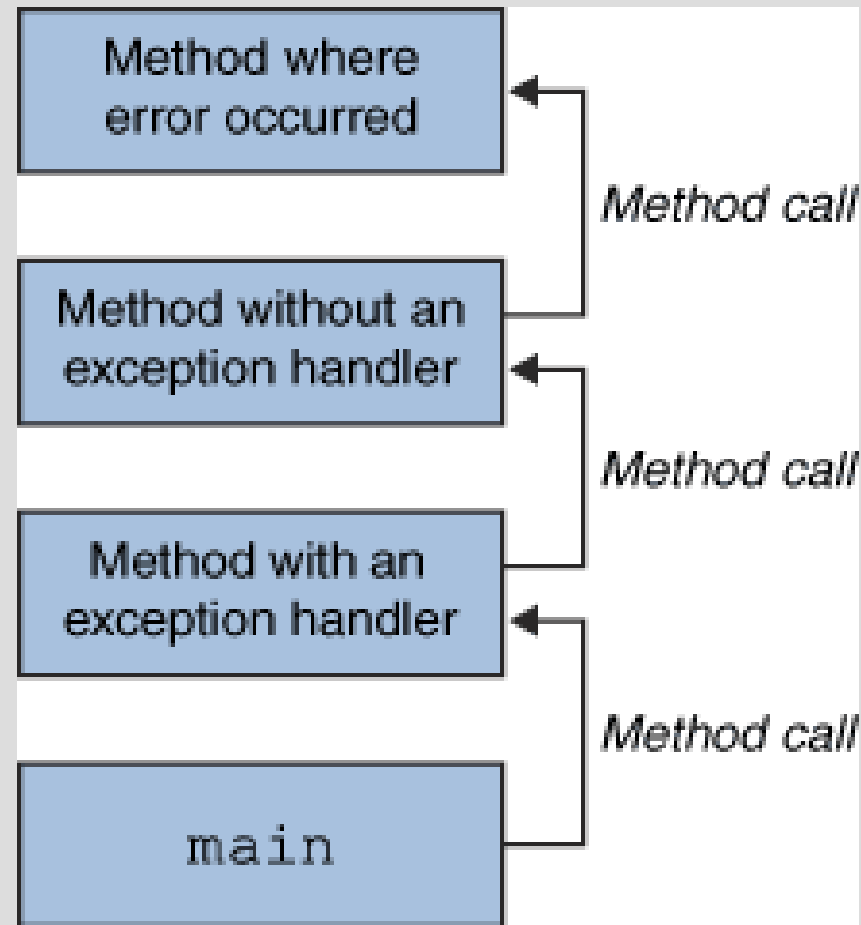 Method where
error occurred
Method call
Method without an
exception handler
Method call
Method with an
exception handler
Method call
main